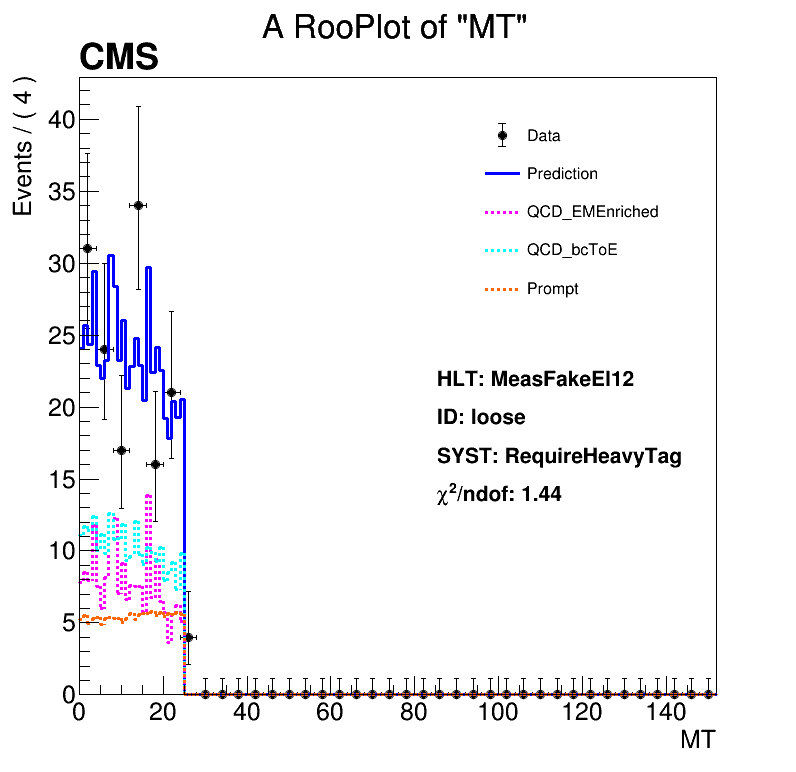 A RooPlot of "MT"
CMS
Events / ( 4 )
40
35
30
25
20
15
10
5
0
0 20 40 60 80 100 120 140
MT
Data
Prediction
QCD_EMEnriched
QCD_bcToE
Prompt
HLT: MeasFakeEl12
ID: loose
SYST: RequireHeavyTag
χ²/ndof: 1.44